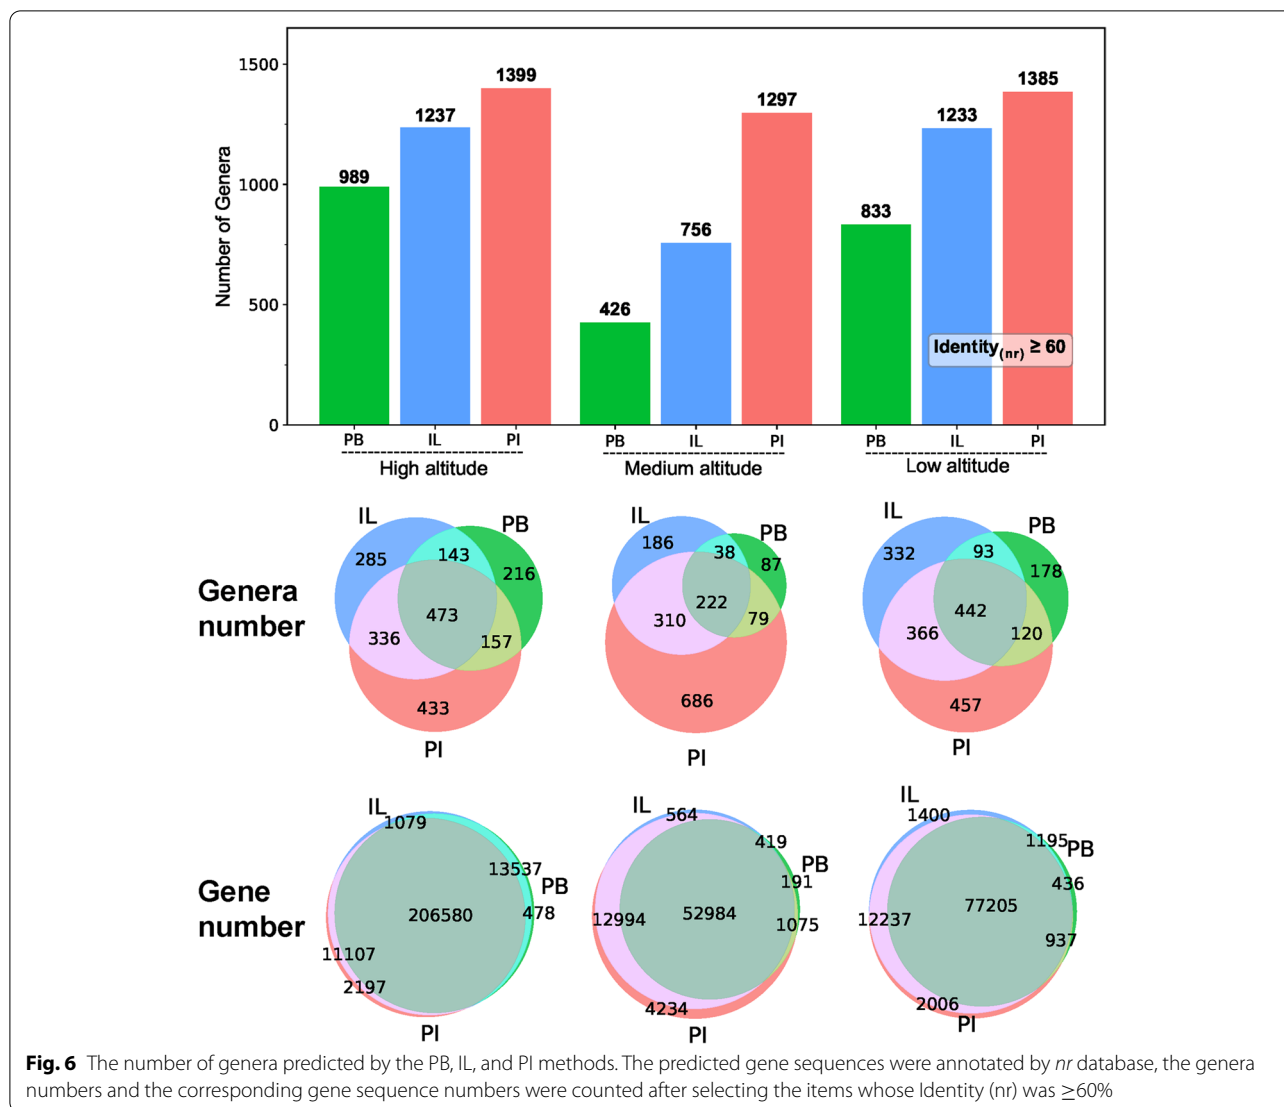 1500
1000
500
0
Number of Genera
989
1237
1399
426
756
1297
833
1233
1385
Identity(nr) ≥ 60
PB IL PI PB IL PI PB IL PI
High altitude Medium altitude Low altitude
Genera
number
IL
PB
285
143
216
473
336
157
433
PI
IL
PB
186
38
87
222
310
79
686
PI
IL
PB
332
93
178
442
366
120
457
PI
Gene
number
IL
1079
13537
PB
206580
478
11107
2197
PI
IL
564
419
PB
191
12994
52984
1075
4234
PI
IL
1400
1195
PB
436
77205
12237
937
2006
PI
Fig. 6 The number of genera predicted by the PB, IL, and PI methods. The predicted gene sequences were annotated by nr database, the genera
numbers and the corresponding gene sequence numbers were counted after selecting the items whose Identity (nr) was ≥60%